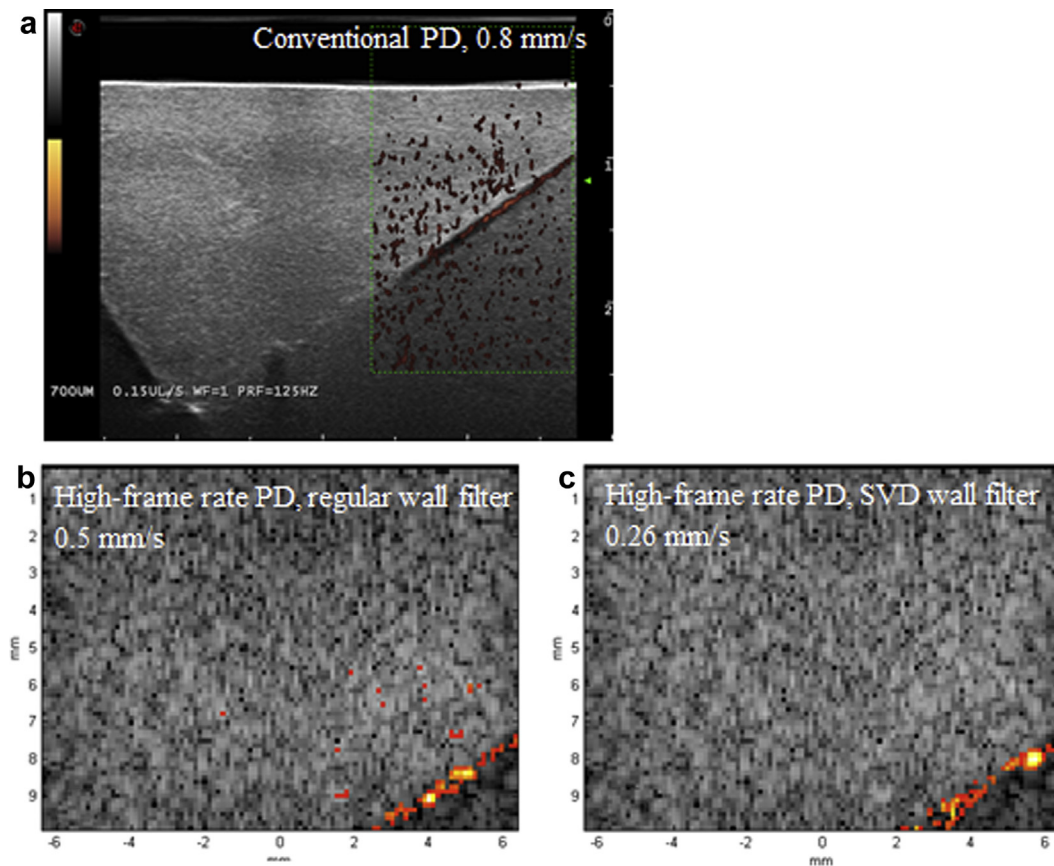 a
Conventional PD, 0.8 mm/s
0
1
2
700UM 0.15UL/S WF=1 PRF=125HZ
b
High-frame rate PD, regular wall filter
0.5 mm/s
1
2
3
4
5
6
7
8
9
mm
-6 -4 -2 0 2 4 6
mm
c
High-frame rate PD, SVD wall filter
0.26 mm/s
1
2
3
4
5
6
7
8
9
mm
-6 -4 -2 0 2 4 6
mm